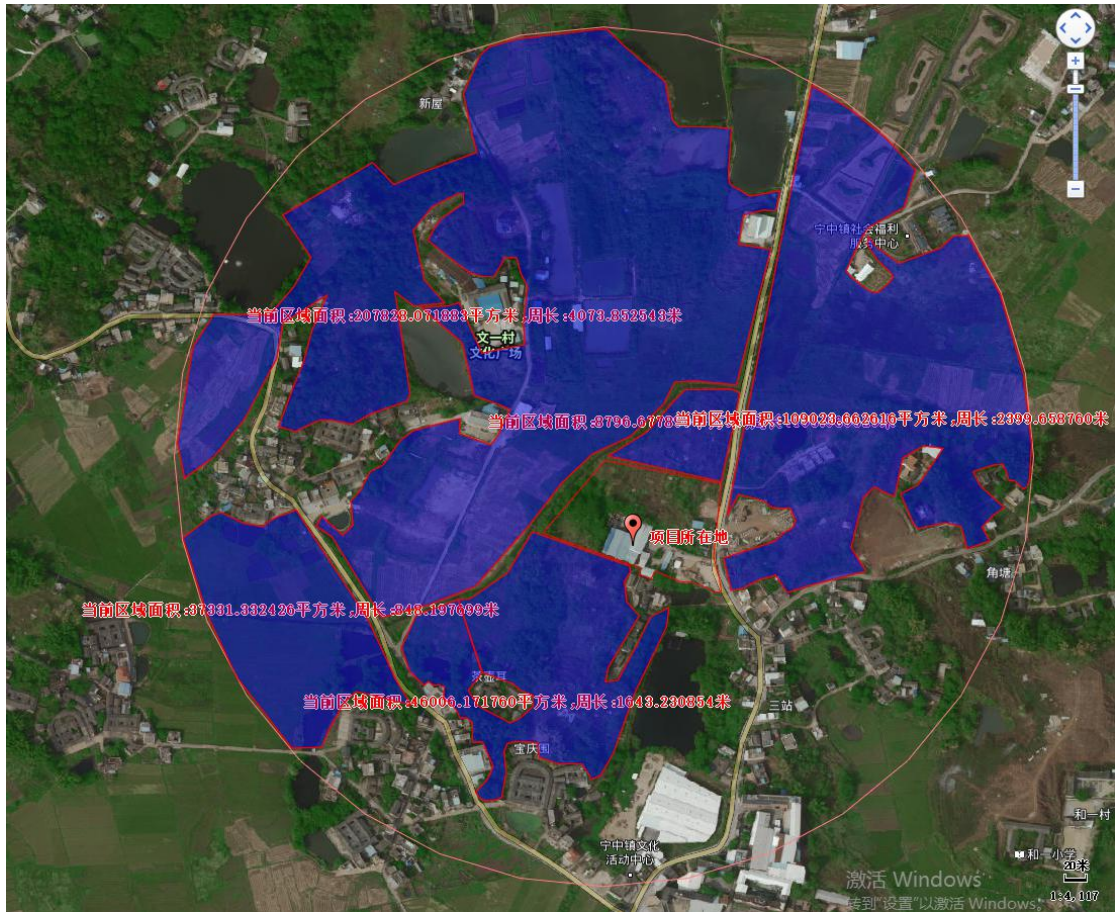 新屋
宁中镇社会福利
服务中心
当前区域面积:207828.071883平方米,周长:4073.852543米
文一村
文化广场
当前区域面积:8796.6778
当前区域面积:109023.662616平方米,周长:2399.658760米
项目所在地
角塘
当前区域面积:37331.332426平方米,周长:848.197699米
茶壶耳
当前区域面积:46006.171760平方米,周长:1643.230854米
三站
宝庆围
和一村
宁中镇文化
活动中心
和一小学
20米
激活 Windows
1:4,117
转到"设置"以激活 Windows。